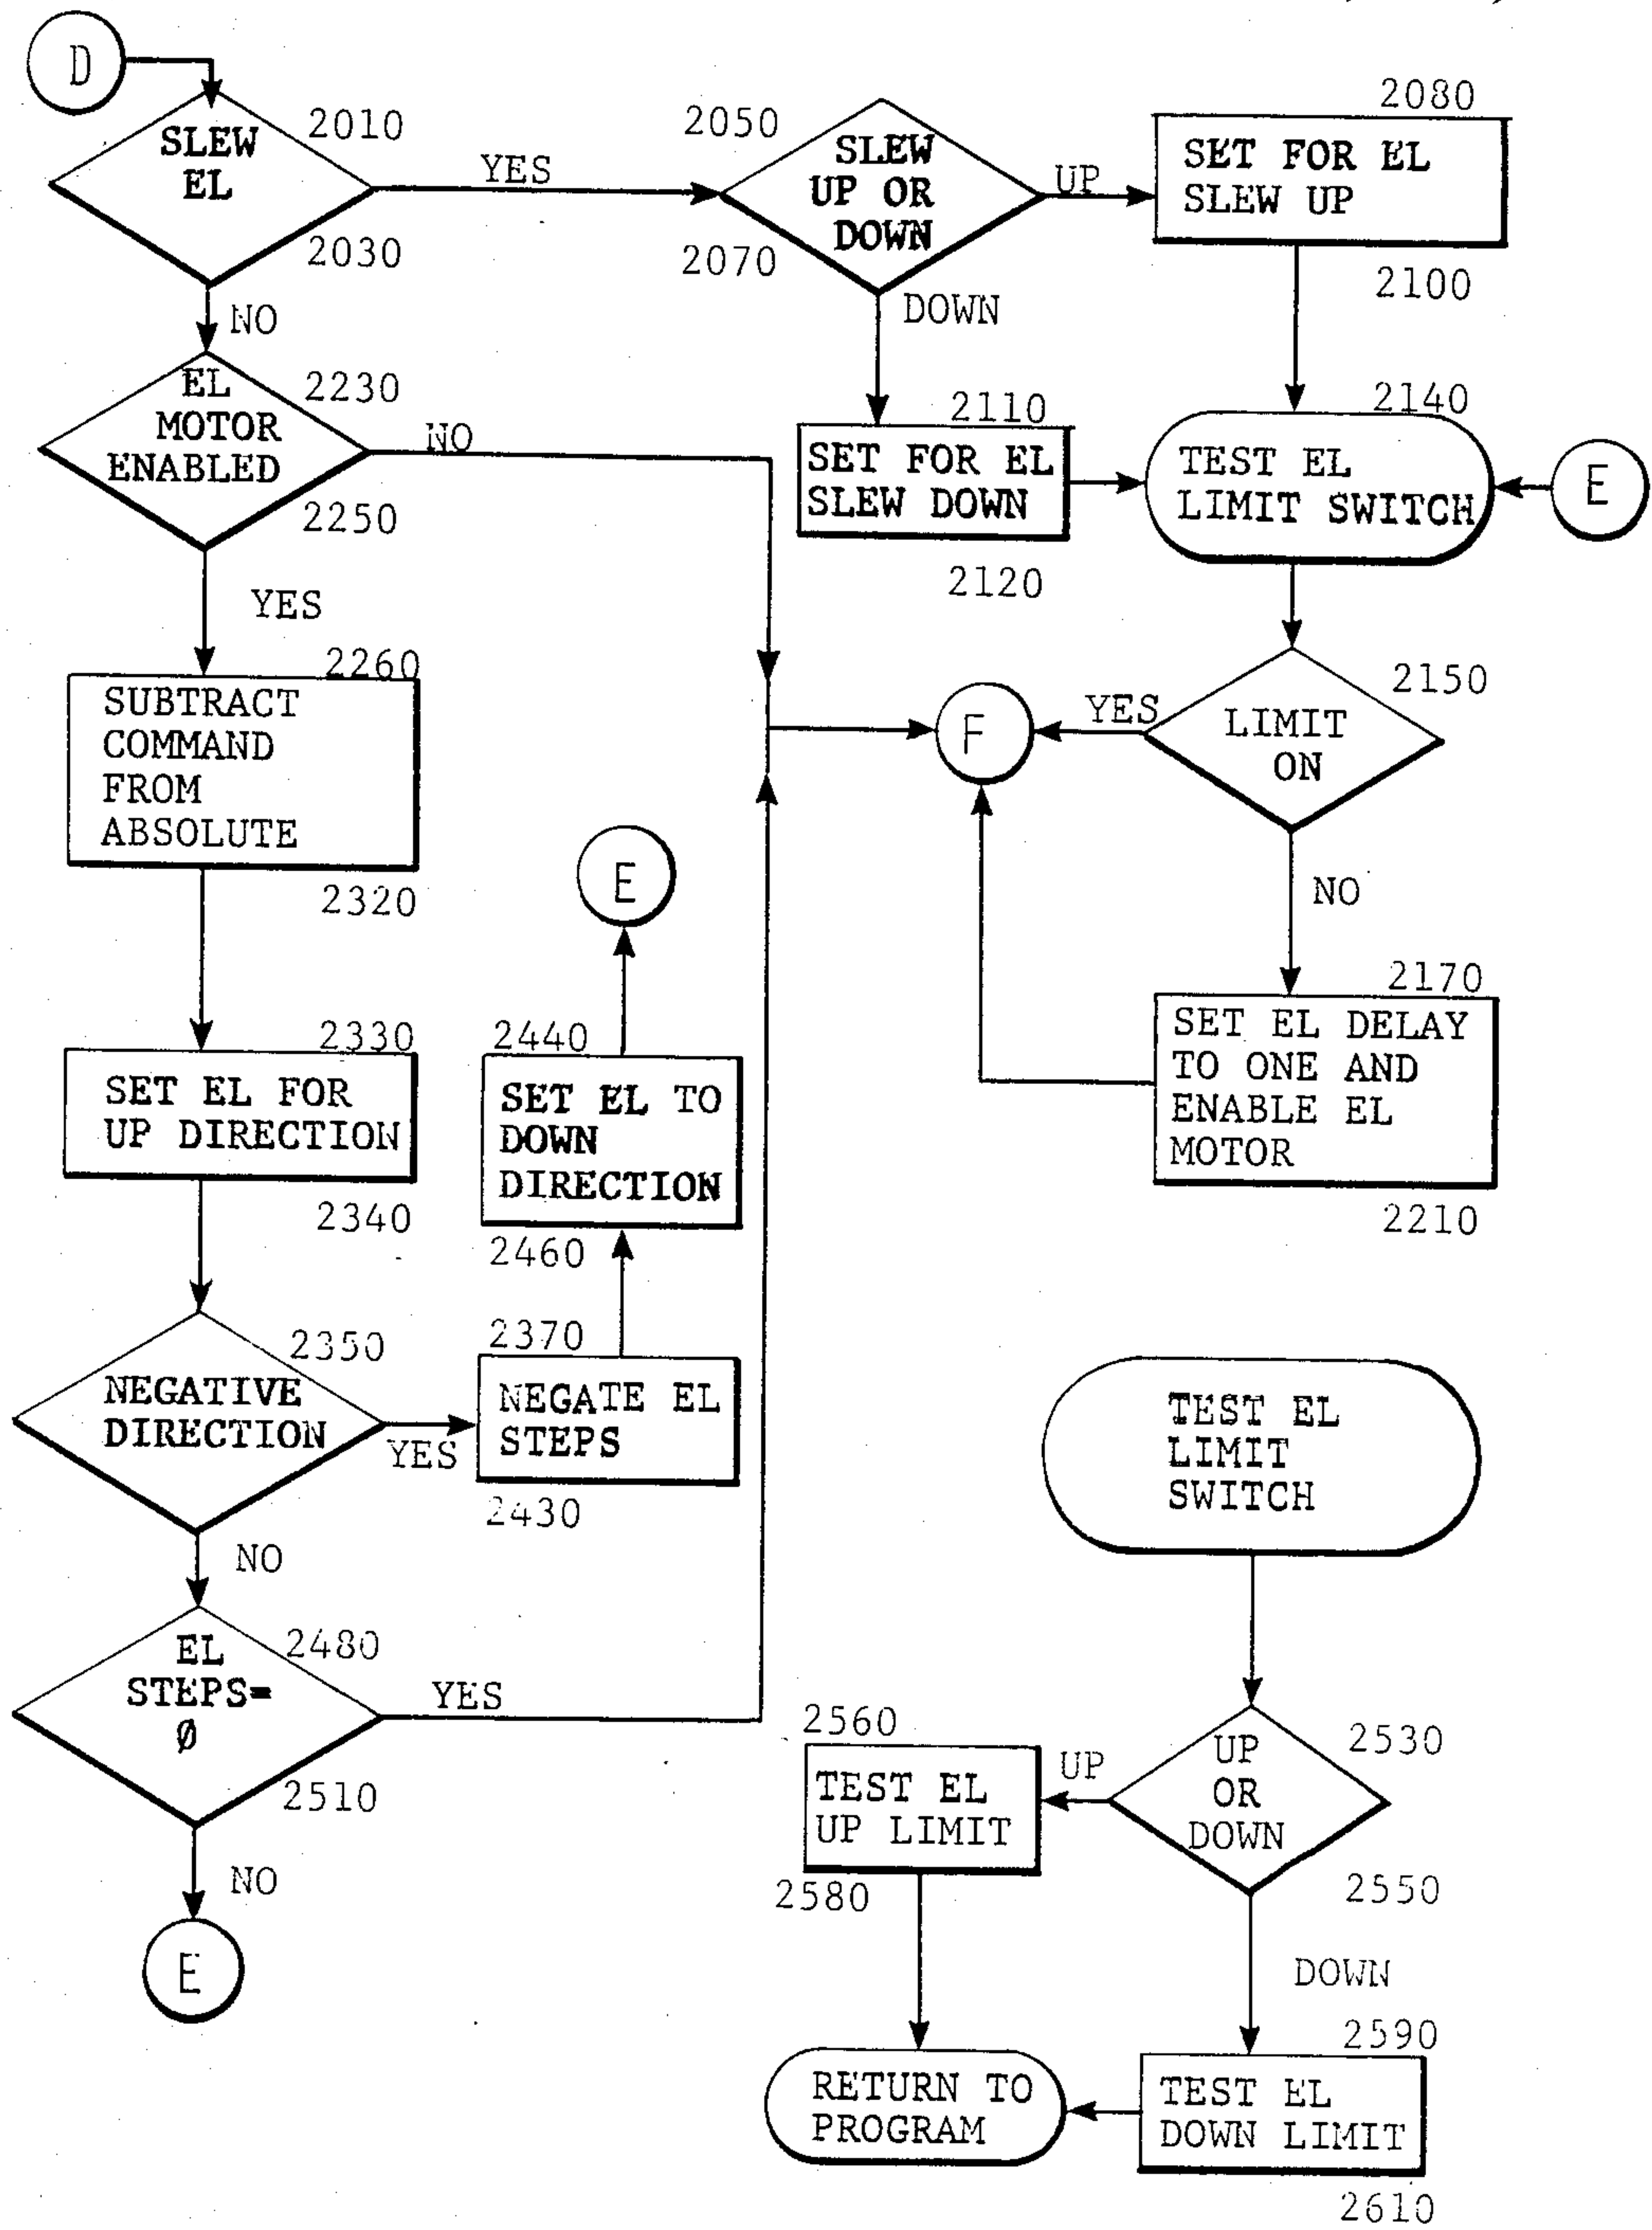 D
SLEW
EL
2010
2030
YES
NO
2050
SLEW
UP OR
DOWN
2070
UP
DOWN
2080
SET FOR EL
SLEW UP
2100
EL
MOTOR
ENABLED
2230
2250
NO
YES
2110
SET FOR EL
SLEW DOWN
2120
2140
TEST EL
LIMIT SWITCH
E
2260
SUBTRACT
COMMAND
FROM
ABSOLUTE
2320
F
YES
LIMIT
ON
2150
NO
E
2170
SET EL DELAY
TO ONE AND
ENABLE EL
MOTOR
2210
2330
SET EL FOR
UP DIRECTION
2340
2440
SET EL TO
DOWN
DIRECTION
2460
2350
NEGATIVE
DIRECTION
YES
NO
2370
NEGATE EL
STEPS
2430
EL
STEPS=
Ø
2480
2510
YES
NO
E
TEST EL
LIMIT
SWITCH
UP
OR
DOWN
2530
2550
UP
DOWN
2560
TEST EL
UP LIMIT
2580
2590
TEST EL
DOWN LIMIT
2610
RETURN TO
PROGRAM